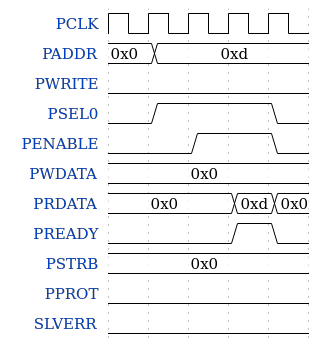 PCLK
PADDR 0x0 0xd
PWRITE
PSEL0
PENABLE
PWDATA 0x0
PRDATA 0x0 0xd 0x0
PREADY
PSTRB 0x0
PPROT
SLVERR